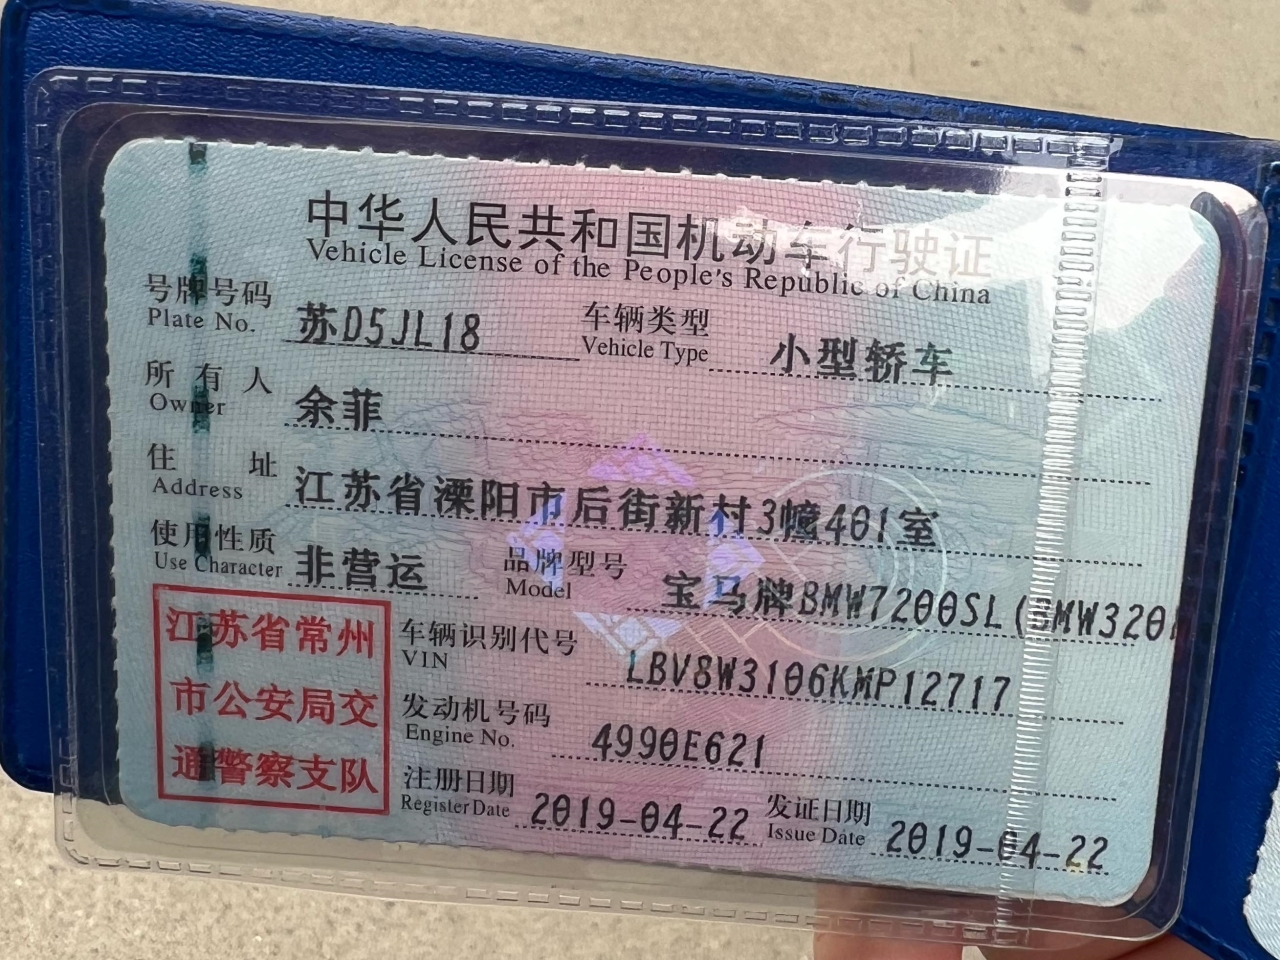 中华人民共和国机动车行驶证
Vehicle License of the People's Republic of China
号牌号码 苏D5JL18 车辆类型 小型轿车
Plate No. Vehicle Type
所有人 余菲
Owner
住址 江苏省溧阳市后街新村3幢401室
Address
使用性质 非营运 品牌型号 宝马牌BMW7200SL(BMW320
Use Character Model
江苏省常州
市公安局交
通警察支队
车辆识别代号 LBV8W3106KMP12717
VIN
发动机号码 4990E621
Engine No.
注册日期 2019-04-22 发证日期 2019-04-22
Register Date Issue Date